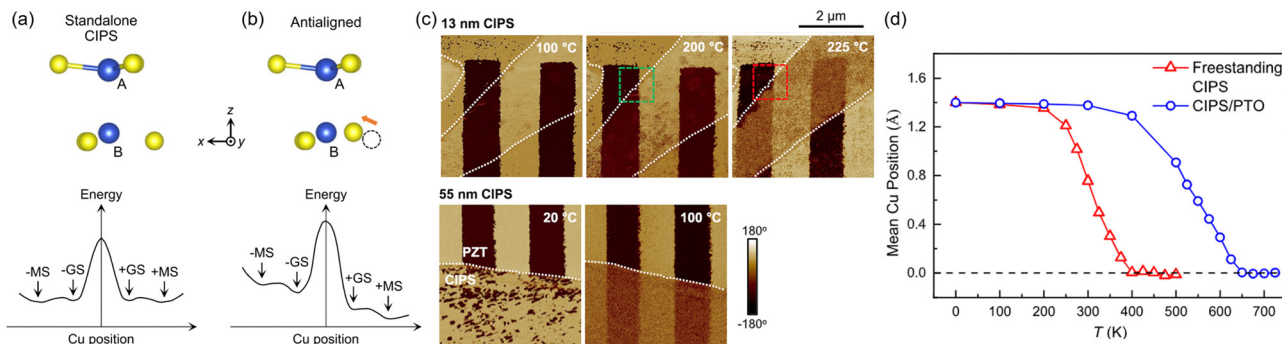 (a)
Standalone
CIPS
A
B
Energy
-MS
-GS
+GS
+MS
Cu position
(b)
Antialigned
A
B
z
x
y
Energy
-MS
-GS
+GS
+MS
Cu position
(c)
13 nm CIPS
2 µm
100 °C
200 °C
225 °C
55 nm CIPS
20 °C
100 °C
PZT
CIPS
180º
-180º
(d)
Mean Cu Position (Å)
1.6
1.2
0.8
0.4
0.0
Freestanding
CIPS
CIPS/PTO
0 100 200 300 400 500 600 700
T (K)